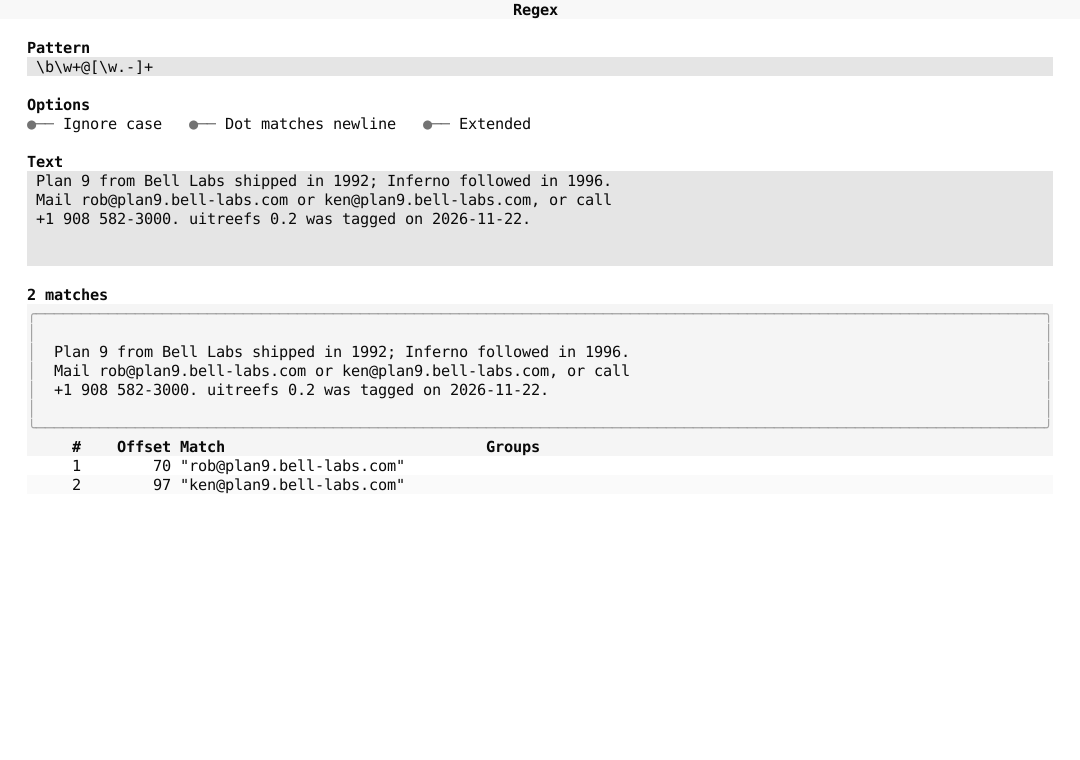 Regex
Pattern
\b\w+@[\w.-]+
Options
Ignore case Dot matches newline Extended
Text
Plan 9 from Bell Labs shipped in 1992; Inferno followed in 1996.
Mail rob@plan9.bell-labs.com or ken@plan9.bell-labs.com, or call
+1 908 582-3000. uitreefs 0.2 was tagged on 2026-11-22.
2 matches
Plan 9 from Bell Labs shipped in 1992; Inferno followed in 1996.
Mail rob@plan9.bell-labs.com or ken@plan9.bell-labs.com, or call
+1 908 582-3000. uitreefs 0.2 was tagged on 2026-11-22.
# Offset Match Groups
1 70 "rob@plan9.bell-labs.com"
2 97 "ken@plan9.bell-labs.com"